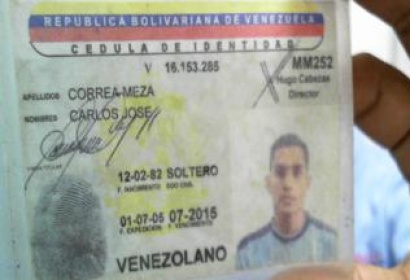 REPUBLICA BOLIVARIANA DE VENEZUELA
CEDULA DE IDENTIDAD
V 16.153.285 MM252
Hugo Cabezas
Director
APELLIDOS CORREA-MEZA
NOMBRES CARLOS JOSE
12-02-82 SOLTERO
F. NACIMIENTO EDO CIVIL
01-07-05 07-2015
F. EXPEDICION F. VENCIMIENTO
VENEZOLANO